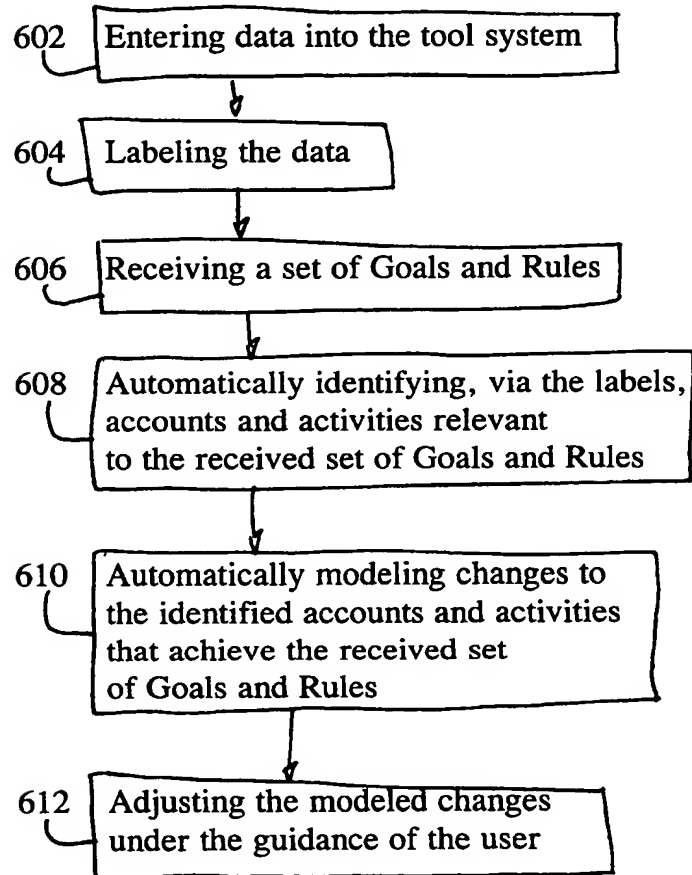 602 Entering data into the tool system
604 Labeling the data
606 Receiving a set of Goals and Rules
608 Automatically identifying, via the labels,
accounts and activities relevant
to the received set of Goals and Rules
610 Automatically modeling changes to
the identified accounts and activities
that achieve the received set
of Goals and Rules
612 Adjusting the modeled changes
under the guidance of the user